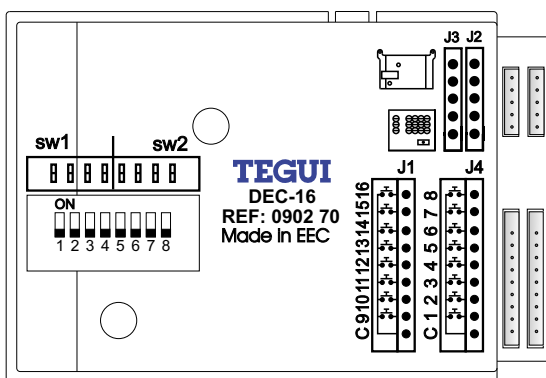 J3 J2
sw1
sw2
ON
1 2 3 4 5 6 7 8
TEGUI
DEC-16
REF: 0902 70
Made in EEC
J1
J4
C 9 10 11 12 13 14 15 16
C 1 2 3 4 5 6 7 8